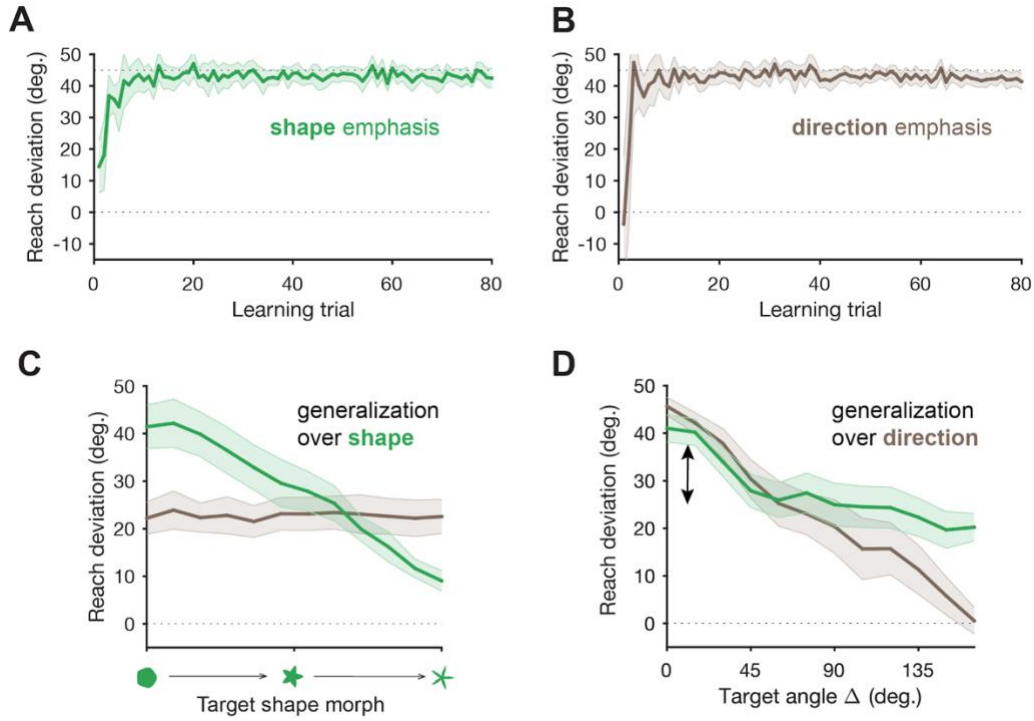 A
Reach deviation (deg.)
50
40
30
20
10
0
-10
shape emphasis
0 20 40 60 80
Learning trial
B
Reach deviation (deg.)
50
40
30
20
10
0
-10
direction emphasis
0 20 40 60 80
Learning trial
C
Reach deviation (deg.)
50
40
30
20
10
0
generalization
over shape
Target shape morph
D
Reach deviation (deg.)
50
40
30
20
10
0
generalization
over direction
0 45 90 135
Target angle Δ (deg.)